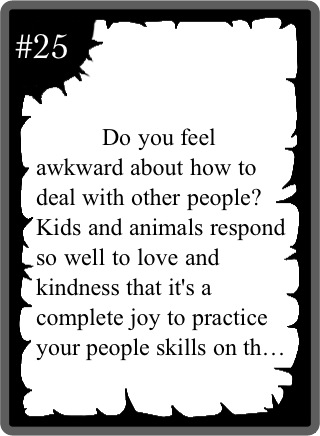 #25
Do you feel
awkward about how to
deal with other people?
Kids and animals respond
so well to love and
kindness that it's a
complete joy to practice
your people skills on th…